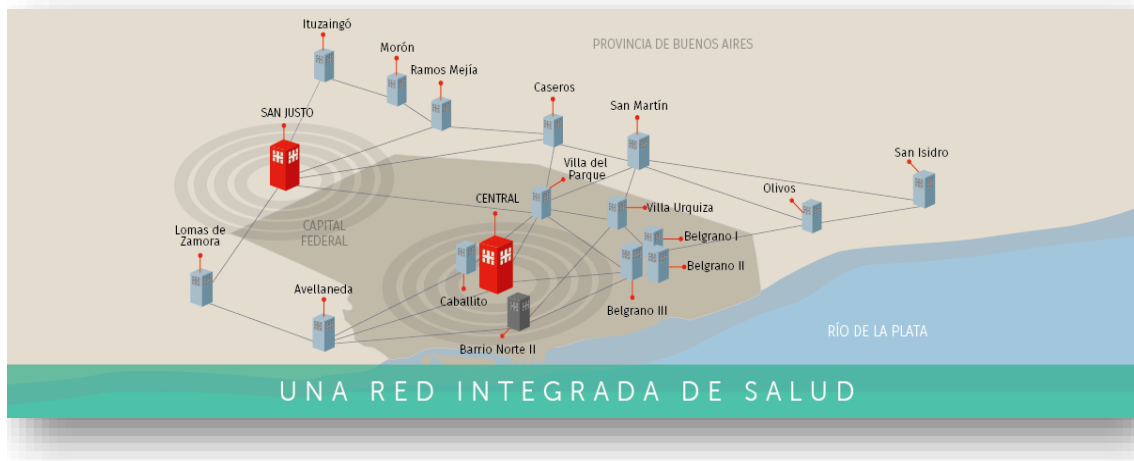 Ituzaingó
Morón
PROVINCIA DE BUENOS AIRES
Ramos Mejía
Caseros
San Martín
SAN JUSTO
San Isidro
Villa del
Parque
Olivos
CENTRAL
Villa Urquiza
CAPITAL
FEDERAL
Lomas de
Zamora
Belgrano I
Belgrano II
Avellaneda
Caballito
Belgrano III
RÍO DE LA PLATA
Barrio Norte II
UNA RED INTEGRADA DE SALUD